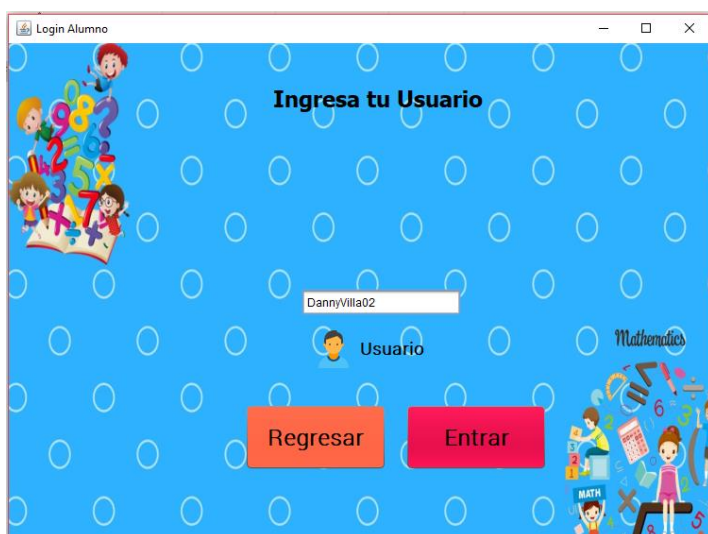 Login Alumno
Ingresa tu Usuario
DannyVilla02
Usuario
Mathematics
Regresar
Entrar
MATH